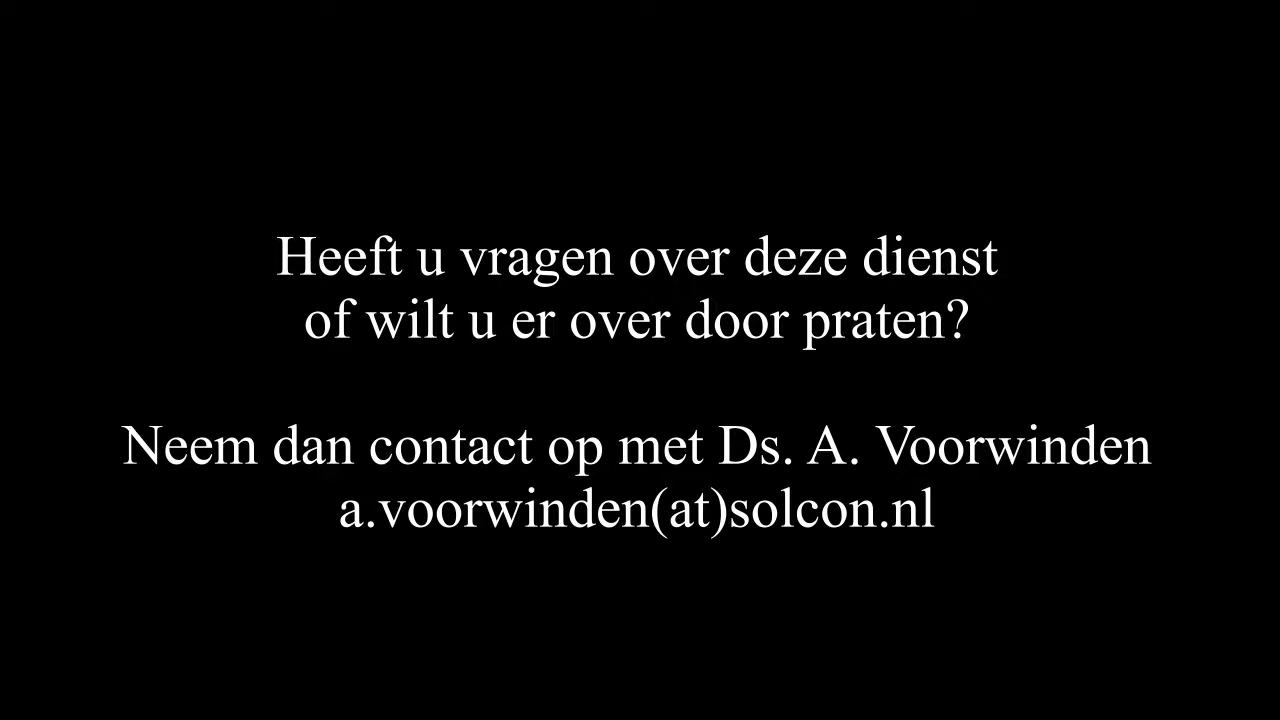 Heeft u vragen over deze dienst
of wilt u er over door praten?
Neem dan contact op met Ds. A. Voorwinden
a.voorwinden(at)solcon.nl